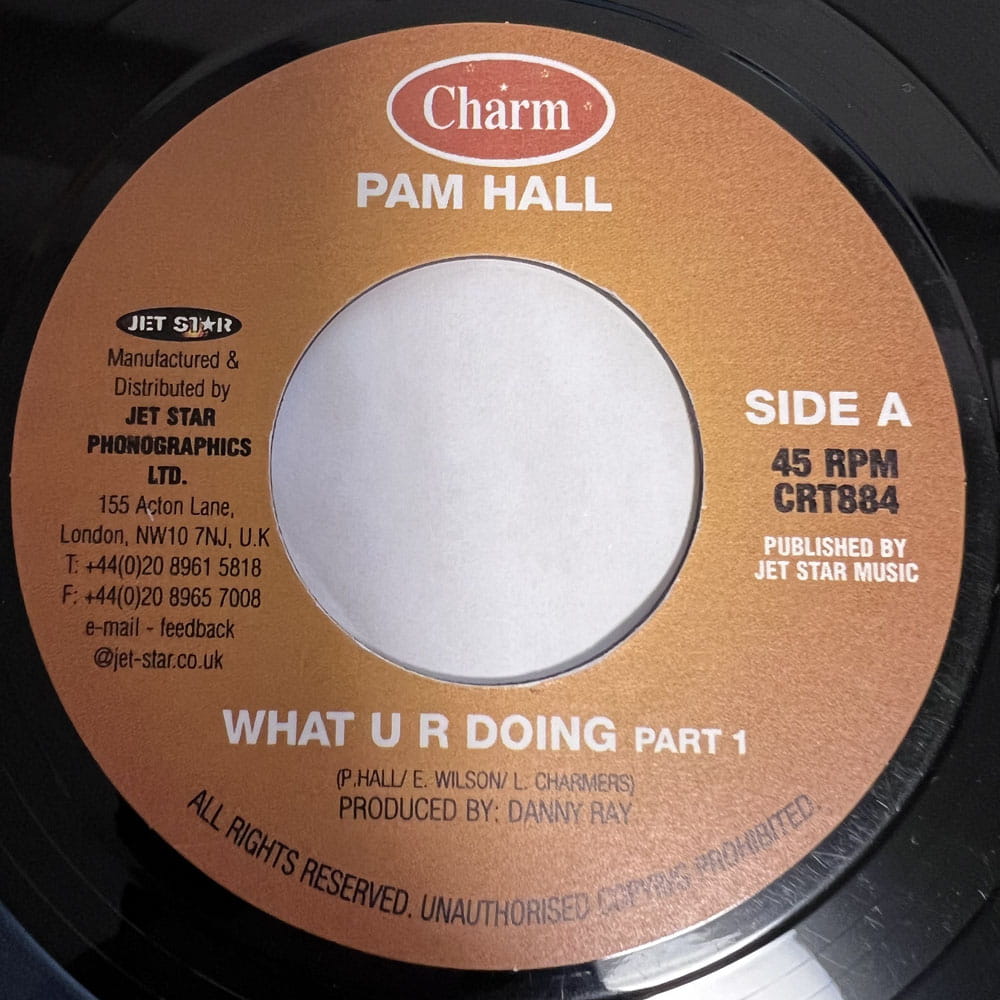 Charm
PAM HALL
JET STAR
Manufactured &
Distributed by
JET STAR
PHONOGRAPHICS
LTD.
155 Acton Lane,
London, NW10 7NJ, U.K
T: +44(0)20 8961 5818
F: +44(0)20 8965 7008
e-mail - feedback
@jet-star.co.uk
SIDE A
45 RPM
CRT884
PUBLISHED BY
JET STAR MUSIC
WHAT U R DOING PART 1
(P.HALL/ E. WILSON/ L. CHARMERS)
PRODUCED BY: DANNY RAY
ALL RIGHTS RESERVED. UNAUTHORISED COPYING PROHIBITED.